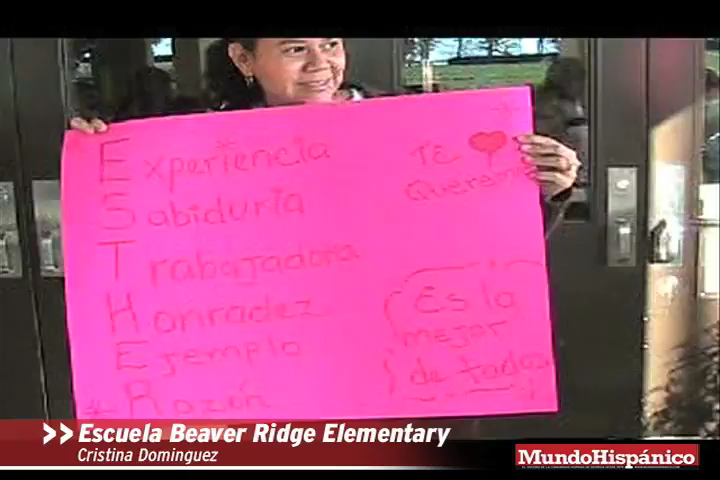 Experiencia
Sabiduria
Trabajadora
Honradez
Ejemplo
Razón
TE
Queremos
Es la
mejor
de todas
Escuela Beaver Ridge Elementary
Cristina Dominguez
MundoHispánico